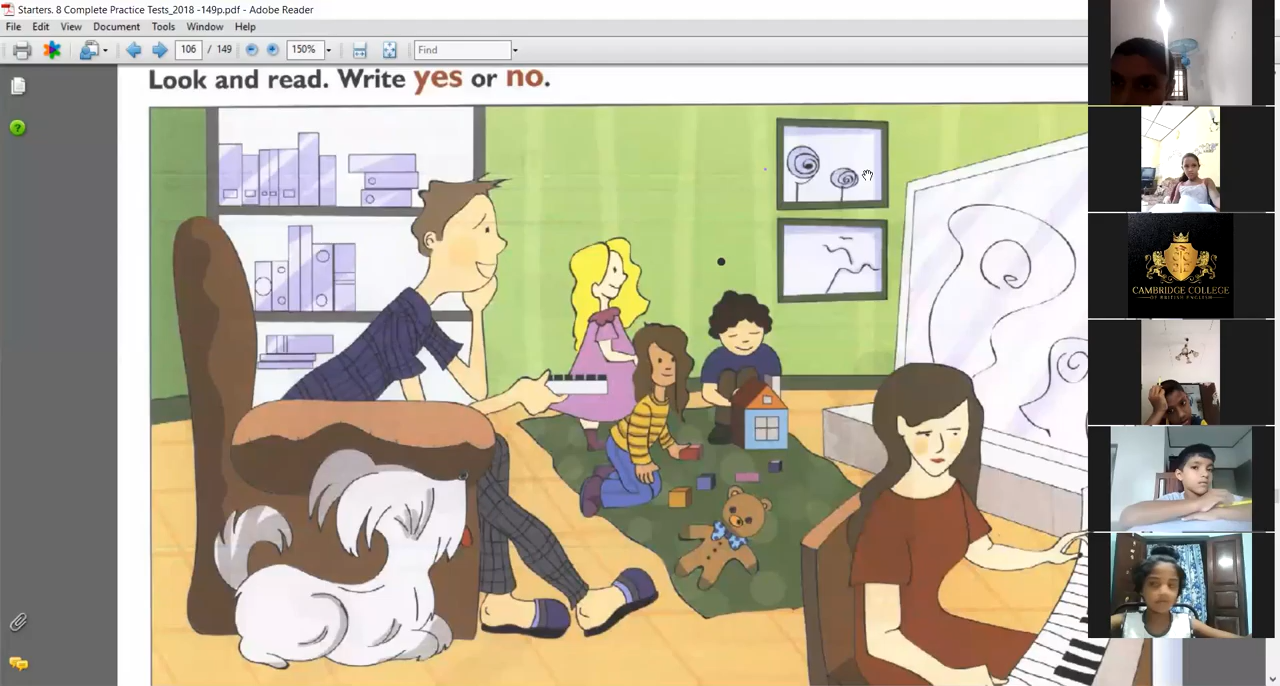 Starters. 8 Complete Practice Tests_2018 -149p.pdf - Adobe Reader
File Edit View Document Tools Window Help
106 / 149 150% Find
Look and read. Write yes or no.
CAMBRIDGE COLLEGE
OF BRITISH ENGLISH